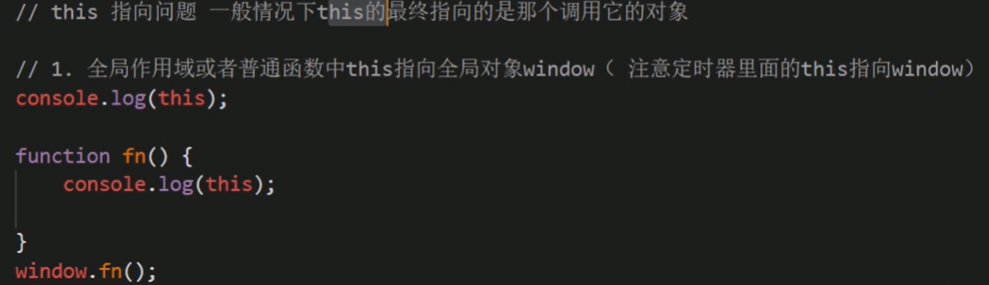 // this 指向问题 一般情况下this的最终指向的是那个调用它的对象
// 1. 全局作用域或者普通函数中this指向全局对象window（ 注意定时器里面的this指向window）
console.log(this);
function fn() {
console.log(this);
}
window.fn();